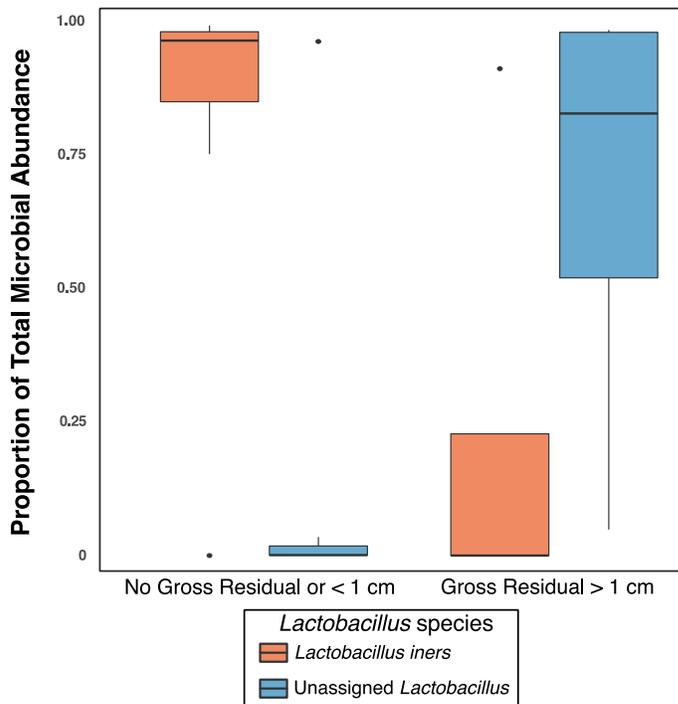 Proportion of Total Microbial Abundance
1.00
0.75
0.50
0.25
0
No Gross Residual or < 1 cm
Gross Residual > 1 cm
Lactobacillus species
Lactobacillus iners
Unassigned Lactobacillus